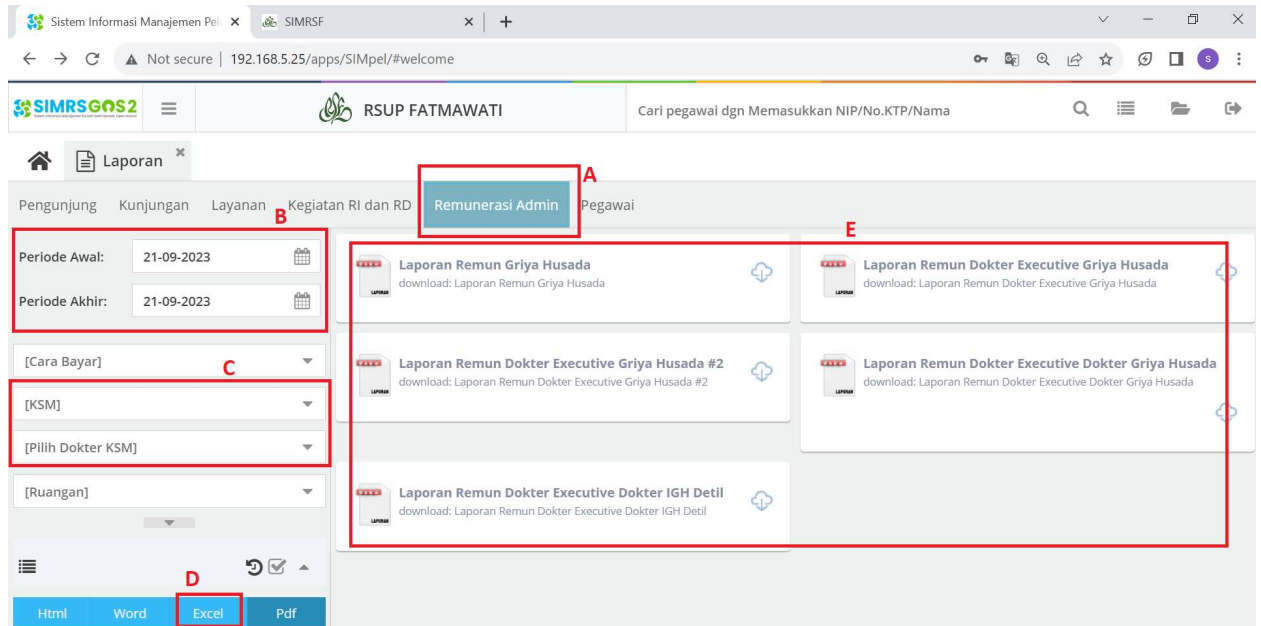 Sistem Informasi Manajemen Pel
SIMRSF
Not secure | 192.168.5.25/apps/SIMpel/#welcome
S
SIMRSGOS2
RSUP FATMAWATI
Cari pegawai dgn Memasukkan NIP/No.KTP/Nama
Laporan
A
Pengunjung Kunjungan Layanan Kegiatan RI dan RD Remunerasi Admin Pegawai
B
E
Periode Awal: 21-09-2023
Periode Akhir: 21-09-2023
[Cara Bayar]
C
[KSM]
[Pilih Dokter KSM]
[Ruangan]
D
Html Word Excel Pdf
LAPORAN
Laporan Remun Griya Husada
download: Laporan Remun Griya Husada
LAPORAN
Laporan Remun Dokter Executive Griya Husada
download: Laporan Remun Dokter Executive Griya Husada
LAPORAN
Laporan Remun Dokter Executive Griya Husada #2
download: Laporan Remun Dokter Executive Griya Husada #2
LAPORAN
Laporan Remun Dokter Executive Dokter Griya Husada
download: Laporan Remun Dokter Executive Dokter Griya Husada
LAPORAN
Laporan Remun Dokter Executive Dokter IGH Detil
download: Laporan Remun Dokter Executive Dokter IGH Detil